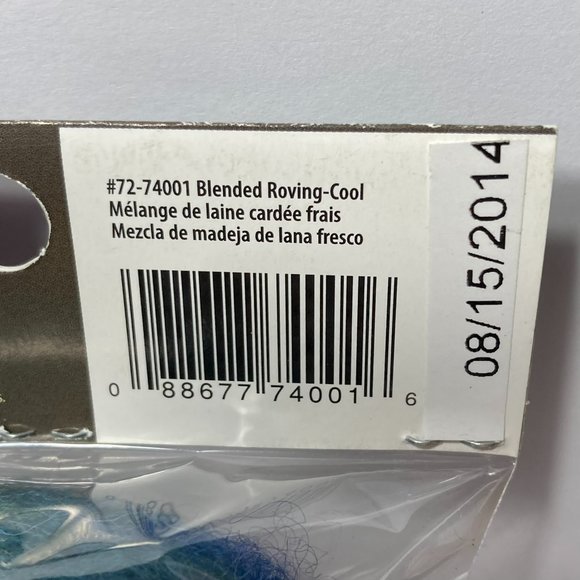 #72-74001 Blended Roving-Cool
Mélange de laine cardée frais
Mezcla de madeja de lana fresco
0 88677 74001 6
08/15/2014